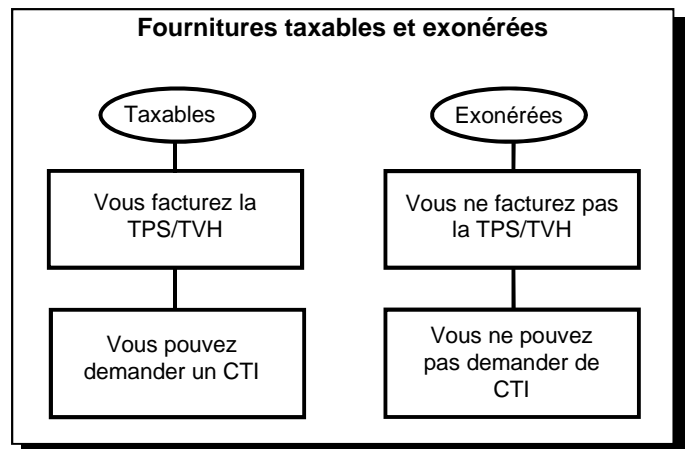 Fournitures taxables et exonérées
Taxables
Vous facturez la
TPS/TVH
Vous pouvez
demander un CTI
Exonérées
Vous ne facturez pas
la TPS/TVH
Vous ne pouvez
pas demander de
CTI